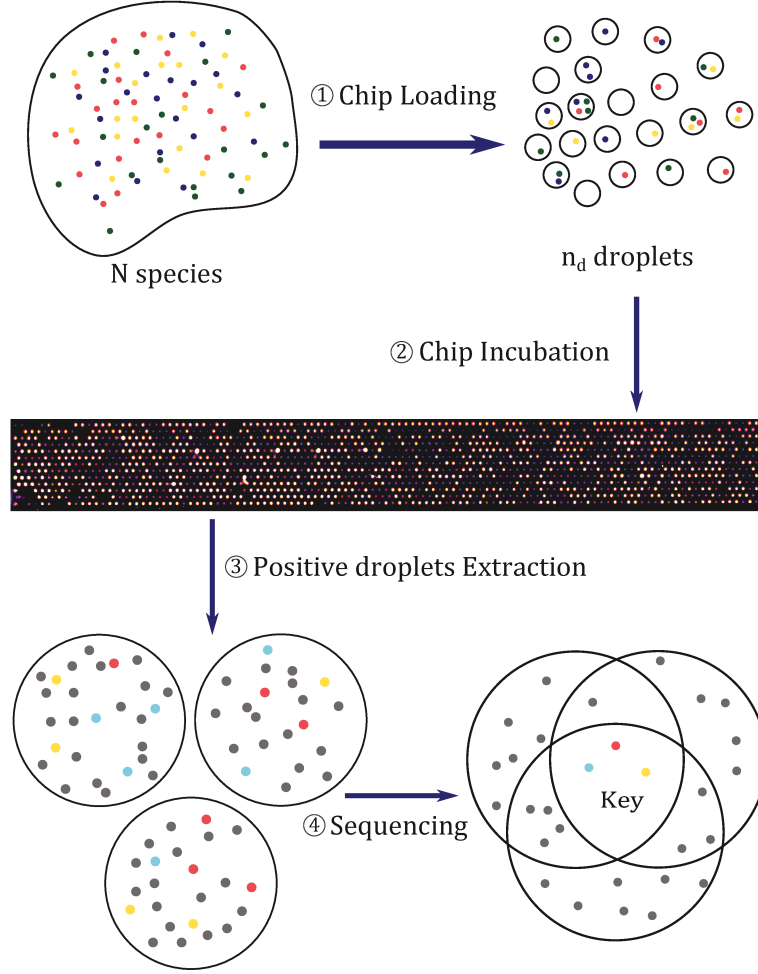 ① Chip Loading
N species
n_d droplets
② Chip Incubation
③ Positive droplets Extraction
Key
④ Sequencing